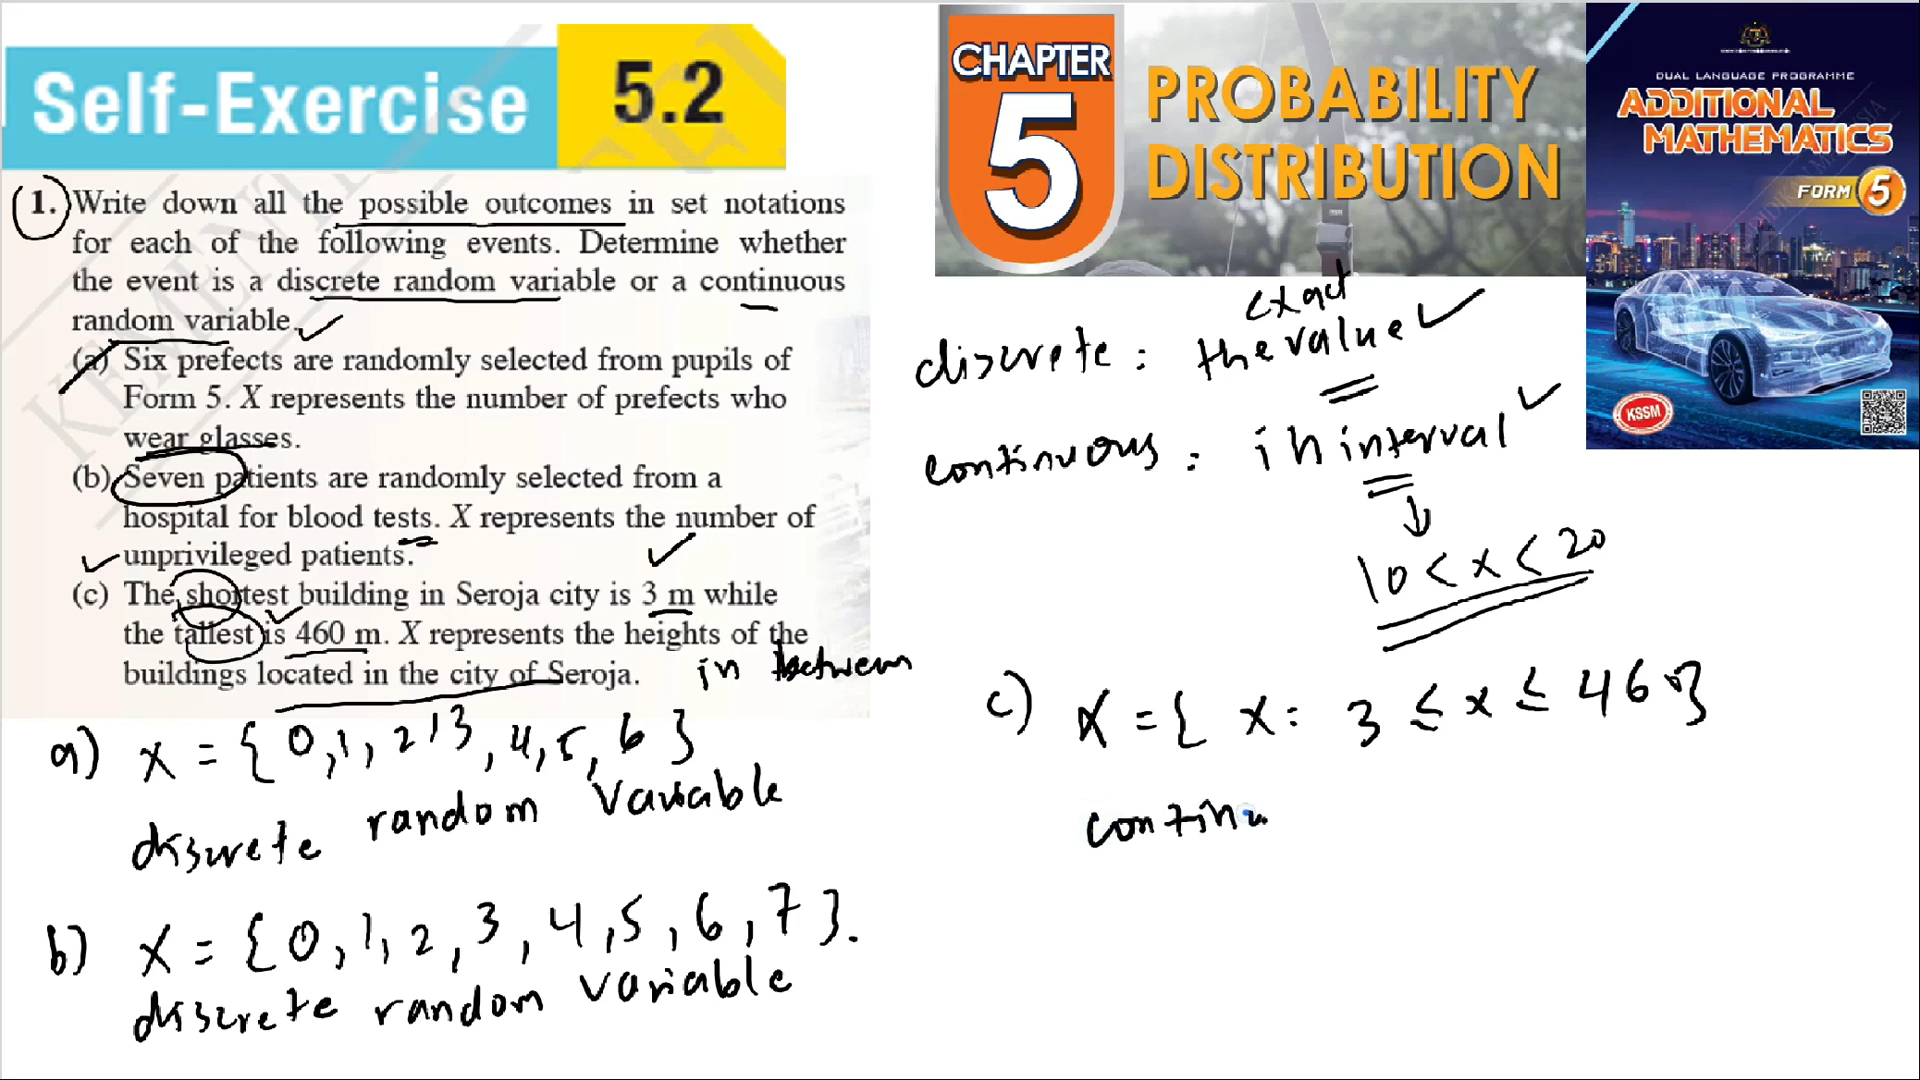 Self-Exercise 5.2
1. Write down all the possible outcomes in set notations
for each of the following events. Determine whether
the event is a discrete random variable or a continuous
random variable.
(a) Six prefects are randomly selected from pupils of
Form 5. X represents the number of prefects who
wear glasses.
(b) Seven patients are randomly selected from a
hospital for blood tests. X represents the number of
unprivileged patients.
(c) The shortest building in Seroja city is 3 m while
the tallest is 460 m. X represents the heights of the
buildings located in the city of Seroja.
in between
a) x = {0, 1, 2, 3, 4, 5, 6}
discrete random variable
b) x = {0, 1, 2, 3, 4, 5, 6, 7}.
discrete random variable
CHAPTER
5
PROBABILITY
DISTRIBUTION
DUAL LANGUAGE PROGRAMME
ADDITIONAL
MATHEMATICS
FORM 5
KSSM
exact
discrete : the value
continuous : in interval
10 < x < 20
c) X = { x : 3 ≤ x ≤ 460}
continu